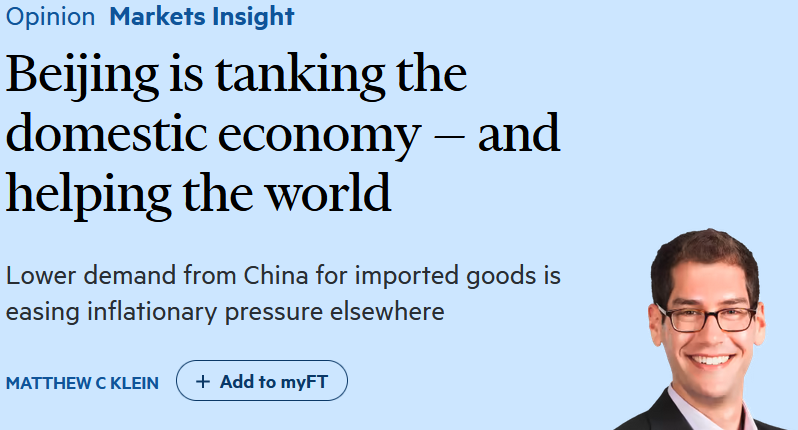 Opinion Markets Insight
Beijing is tanking the
domestic economy – and
helping the world
Lower demand from China for imported goods is
easing inflationary pressure elsewhere
MATTHEW C KLEIN + Add to myFT